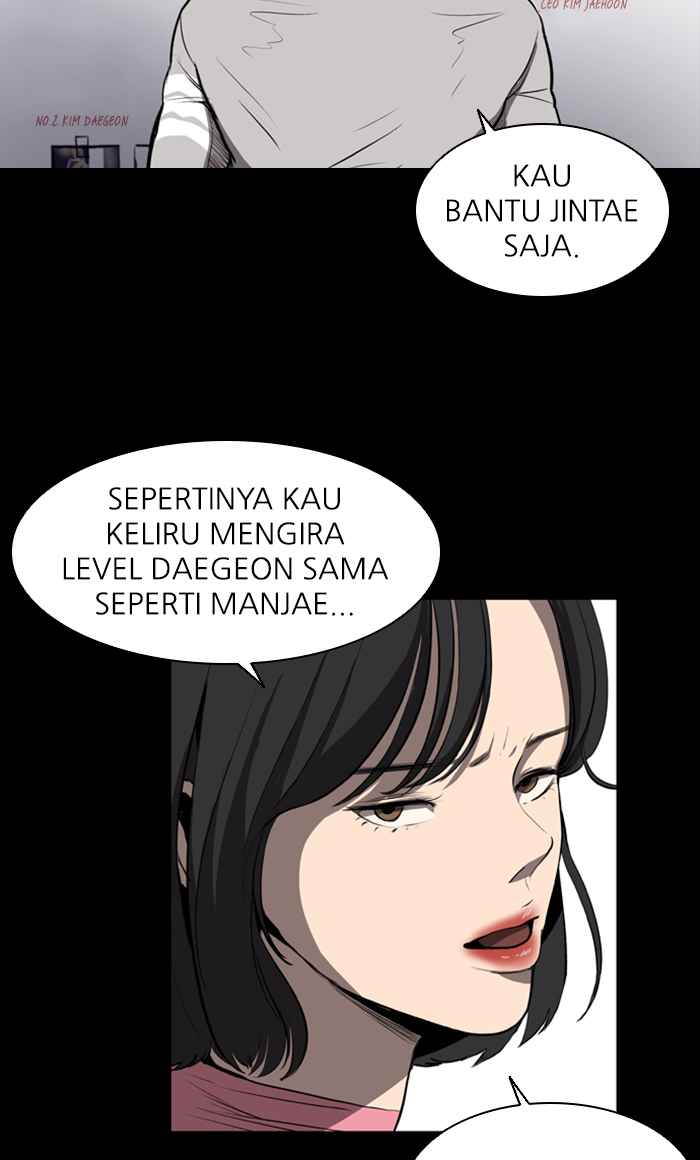 CEO KIM JAEHOON
NO.2 KIM DAEGEON
KAU
BANTU JINTAE
SAJA.
SEPERTINYA KAU
KELIRU MENGIRA
LEVEL DAEGEON SAMA
SEPERTI MANJAE...